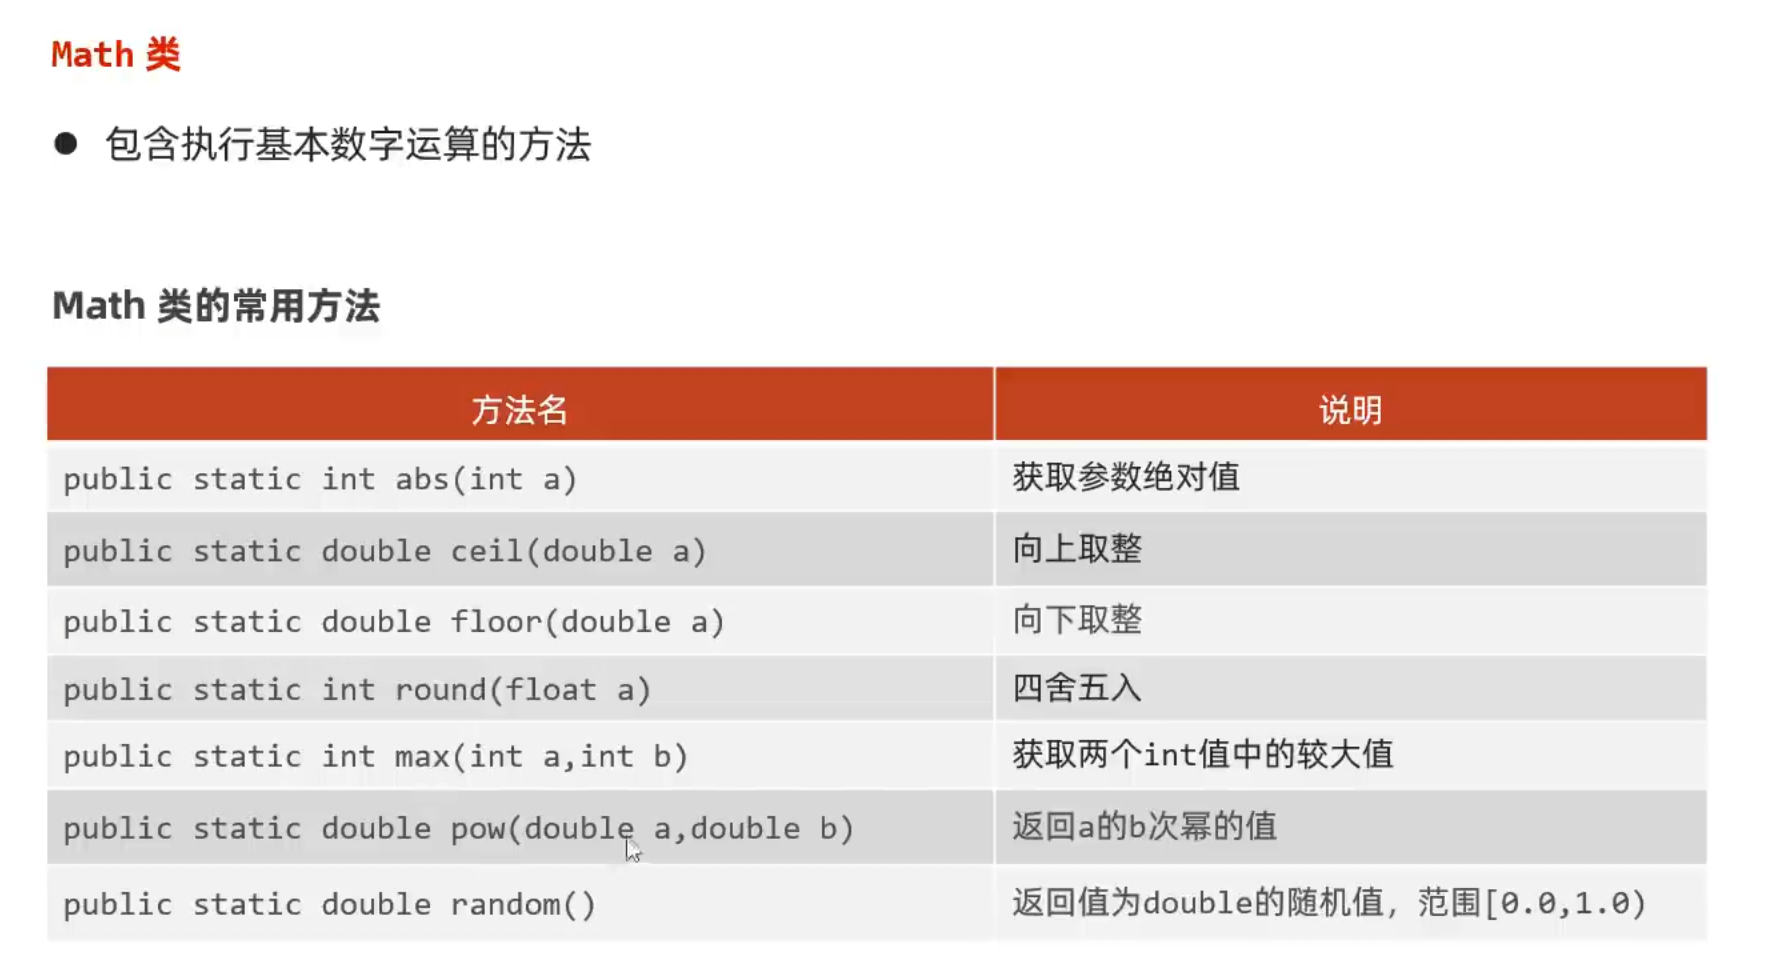 Math 类
● 包含执行基本数字运算的方法
Math 类的常用方法
方法名 说明
public static int abs(int a) 获取参数绝对值
public static double ceil(double a) 向上取整
public static double floor(double a) 向下取整
public static int round(float a) 四舍五入
public static int max(int a,int b) 获取两个int值中的较大值
public static double pow(double a,double b) 返回a的b次幂的值
public static double random() 返回值为double的随机值，范围[0.0,1.0)